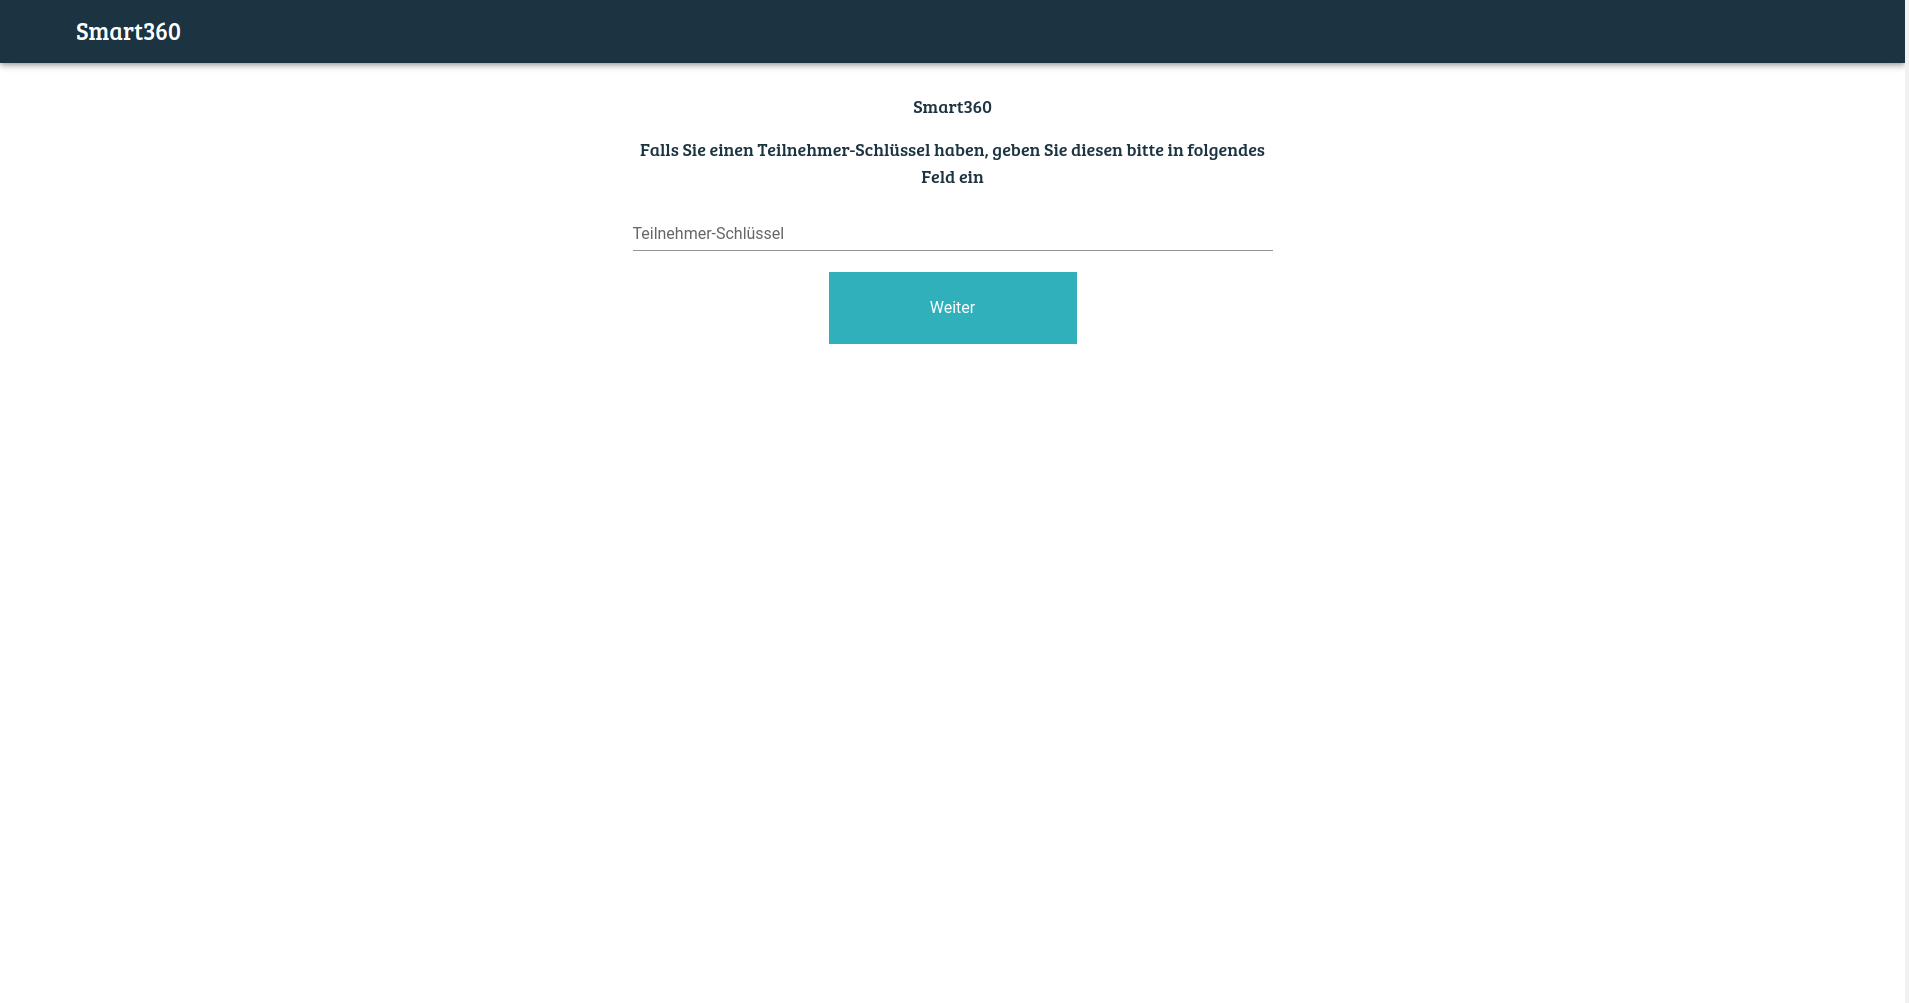 Smart360
Smart360
Falls Sie einen Teilnehmer-Schlüssel haben, geben Sie diesen bitte in folgendes
Feld ein
Teilnehmer-Schlüssel
Weiter